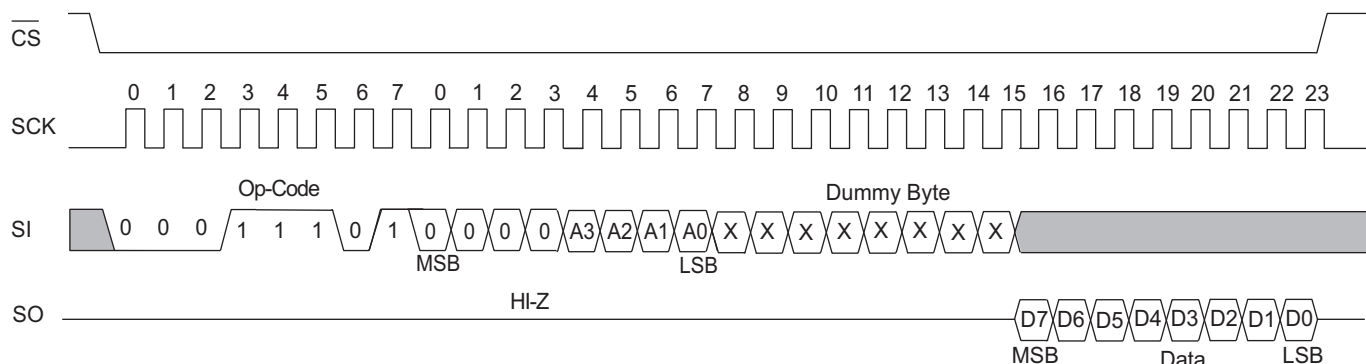 CS
0 1 2 3 4 5 6 7 0 1 2 3 4 5 6 7 8 9 10 11 12 13 14 15 16 17 18 19 20 21 22 23
SCK
Op-Code
Dummy Byte
SI 0 0 0 1 1 1 0 1 0 0 0 0 A3 A2 A1 A0 X X X X X X X X
MSB LSB
HI-Z
SO D7 D6 D5 D4 D3 D2 D1 D0
MSB Data LSB